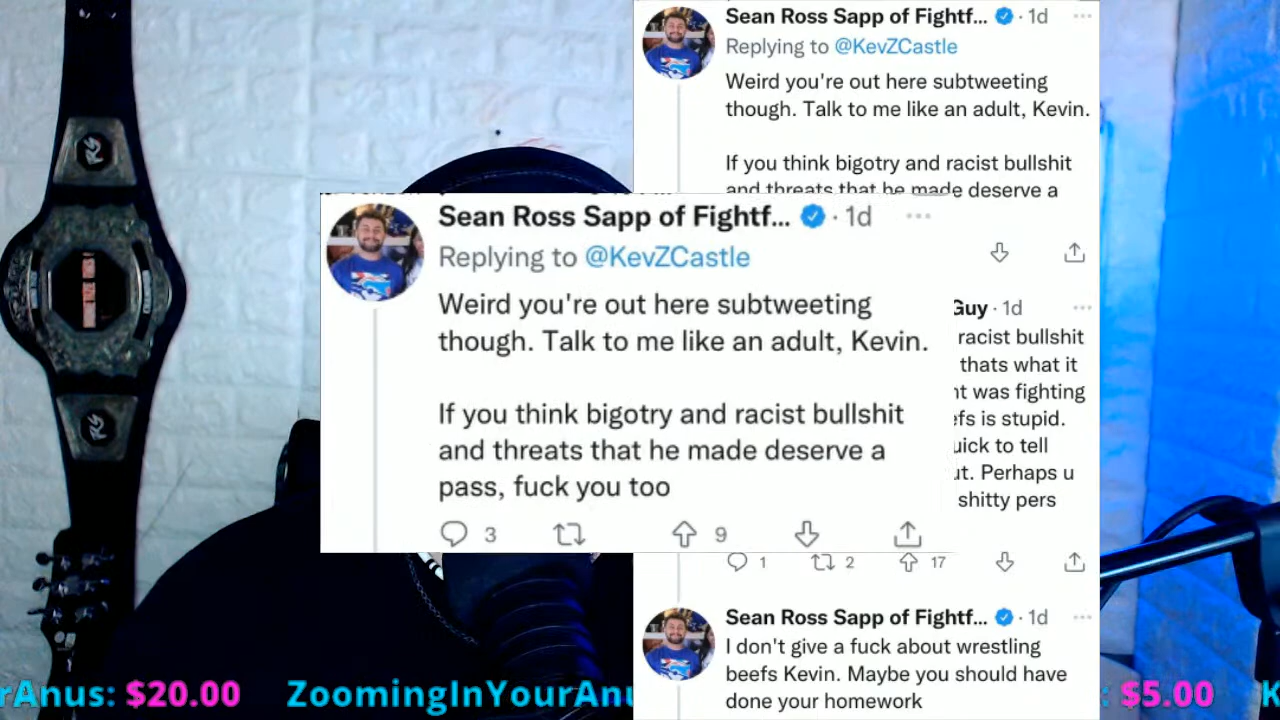 Sean Ross Sapp of Fightf... · 1d
Replying to @KevZCastle
Weird you're out here subtweeting
though. Talk to me like an adult, Kevin.
If you think bigotry and racist bullshit
and threats that he made deserve a
Sean Ross Sapp of Fightf... · 1d
Replying to @KevZCastle
Weird you're out here subtweeting
though. Talk to me like an adult, Kevin.
If you think bigotry and racist bullshit
and threats that he made deserve a
pass, fuck you too
3 9
Guy · 1d
racist bullshit
thats what it
was fighting
is stupid.
to tell
Perhaps u
shitty pers
1 2 17
Sean Ross Sapp of Fightf... · 1d
I don't give a fuck about wrestling
beefs Kevin. Maybe you should have
done your homework
rAnus: $20.00 ZoomingInYourAnu : $5.00 K